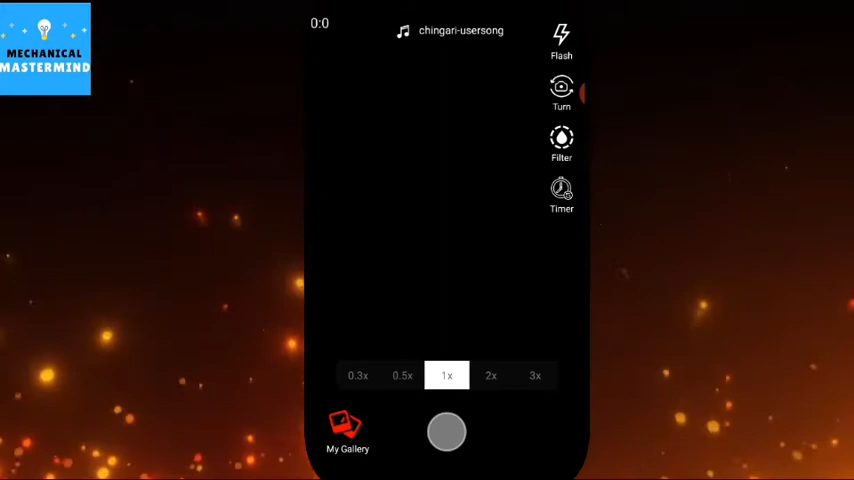 MECHANICAL
MASTERMIND
0:0
chingari-usersong
Flash
Turn
Filter
Timer
0.3x 0.5x 1x 2x 3x
My Gallery